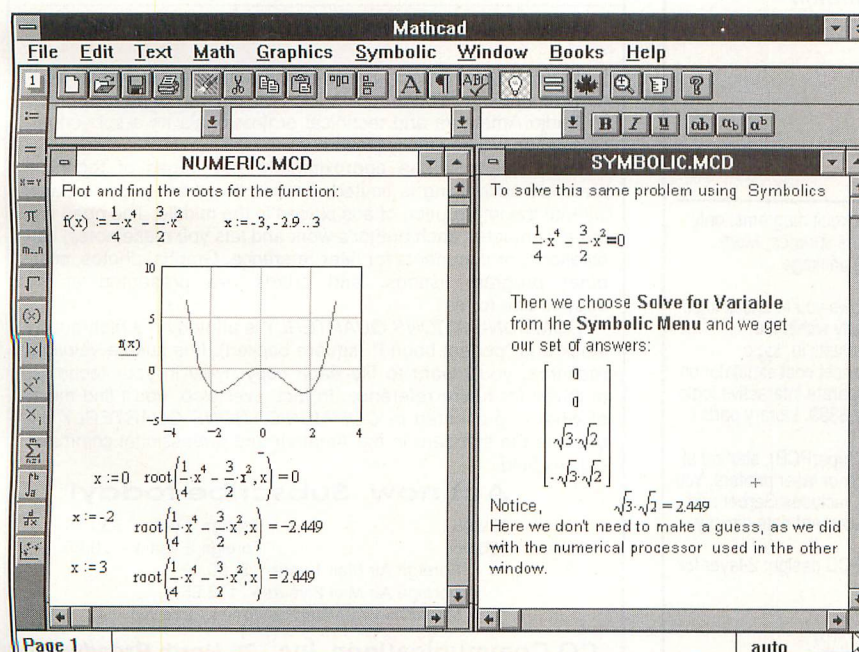 Mathcad
File Edit Text Math Graphics Symbolic Window Books Help
1
ABC
B I U ab αb αb
:=
=
x=y
π
m..n
√
(×)
|×|
×Y
×i
m Σ n=1
∫b a
d/dx
NUMERIC.MCD
Plot and find the roots for the function:
f(x) := 1/4·x^4 − 3/2·x^2 x := -3, -2.9..3
10
5
f(x)
0
−5
−4 −2 0 2 4
x := 0 root(1/4·x^4 − 3/2·x^2, x) = 0
x := -2 root(1/4·x^4 − 3/2·x^2, x) = −2.449
x := 3 root(1/4·x^4 − 3/2·x^2, x) = 2.449
SYMBOLIC.MCD
To solve this same problem using Symbolics
1/4·x^4 − 3/2·x^2=0
Then we choose Solve for Variable
from the Symbolic Menu and we get
our set of answers:
0
0
√3·√2
-√3·√2
Notice, √3·√2 = 2.449
Here we don't need to make a guess, as we did
with the numerical processor used in the other
window.
Page 1
auto